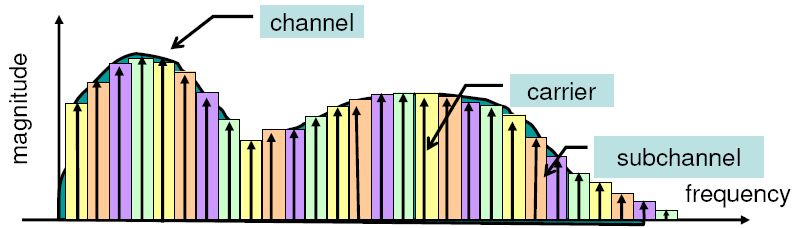 channel
magnitude
carrier
subchannel
frequency